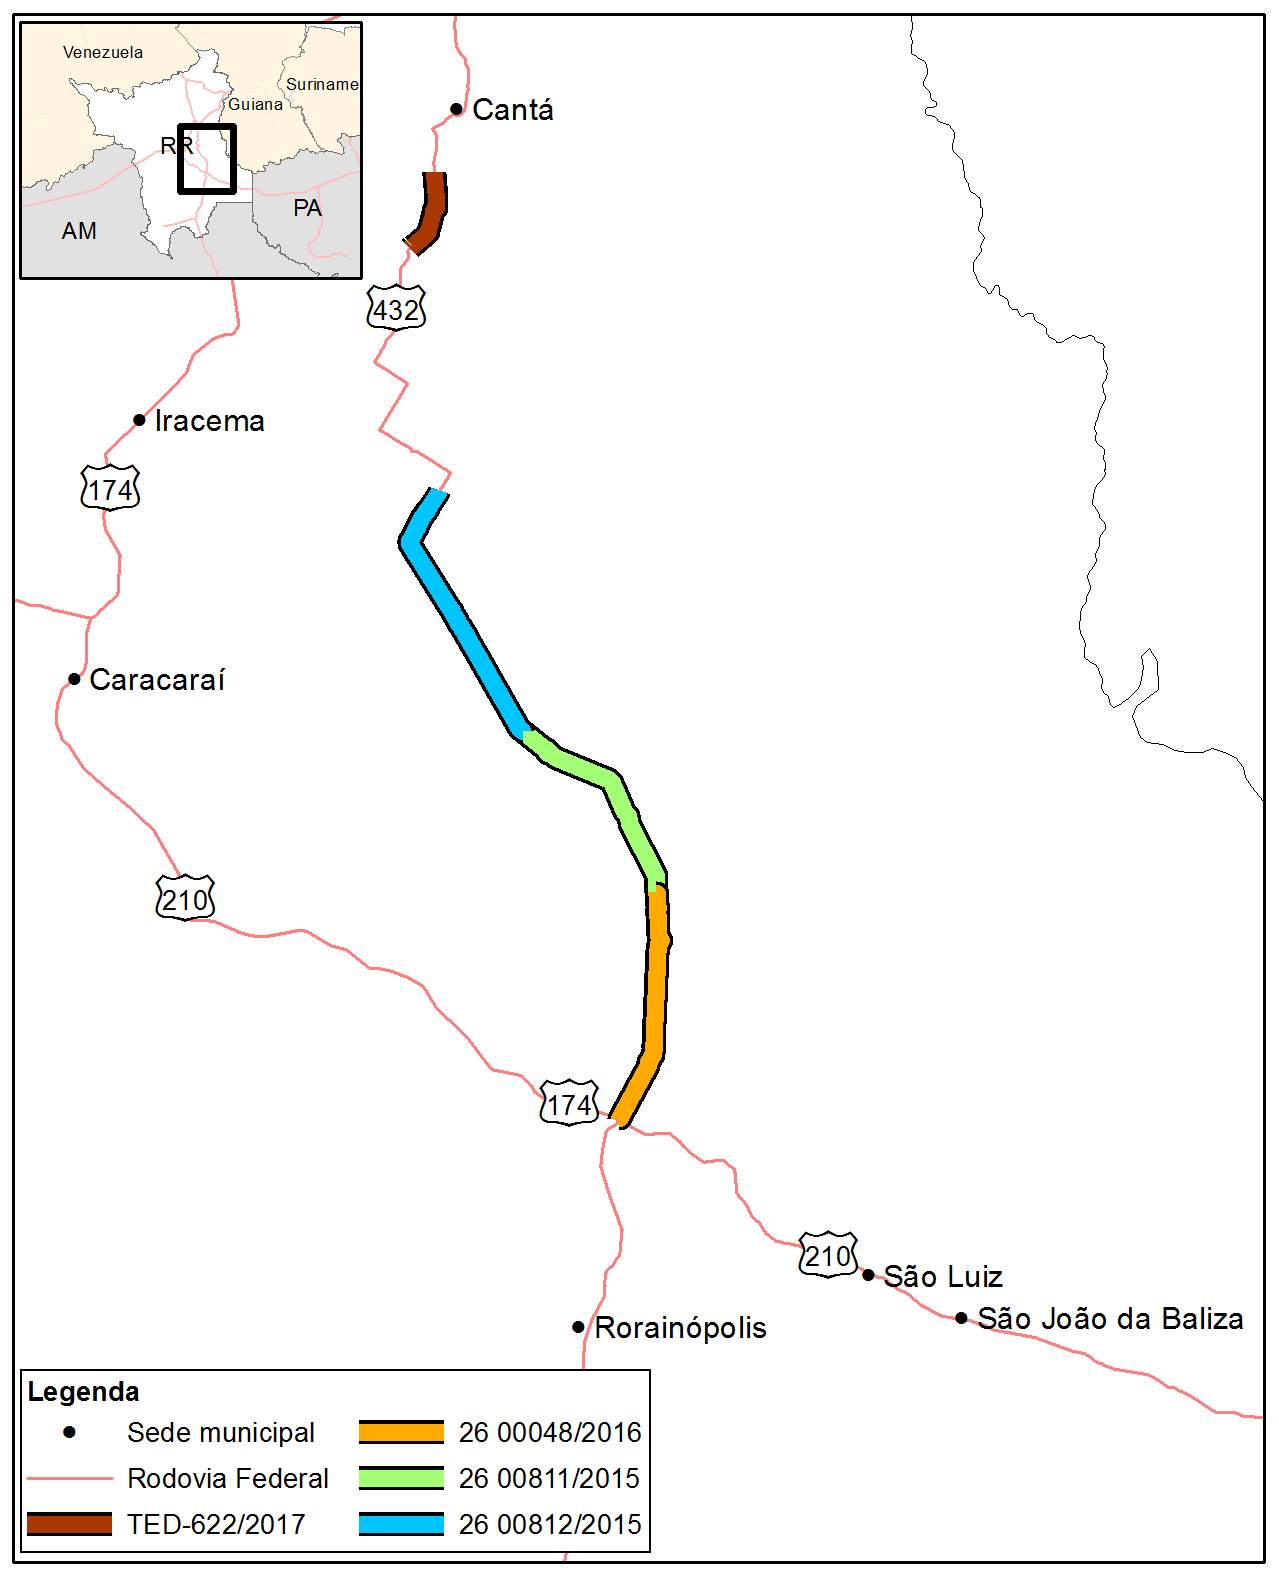 Venezuela
Suriname
Guiana
RR
PA
AM
Cantá
432
Iracema
174
Caracaraí
210
174
210
São Luiz
São João da Baliza
Rorainópolis
Legenda
Sede municipal
26 00048/2016
Rodovia Federal
26 00811/2015
TED-622/2017
26 00812/2015